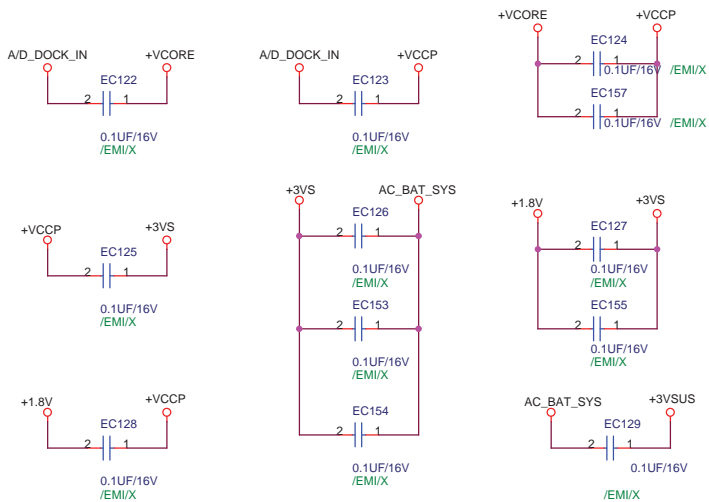 A/D_DOCK_IN
+VCORE
EC122
2 1
0.1UF/16V
/EMI/X
A/D_DOCK_IN
+VCCP
EC123
2 1
0.1UF/16V
/EMI/X
+VCORE
+VCCP
EC124
2 1
0.1UF/16V /EMI/X
EC157
2 1
0.1UF/16V /EMI/X
+VCCP
+3VS
EC125
2 1
0.1UF/16V
/EMI/X
+3VS
AC_BAT_SYS
EC126
2 1
0.1UF/16V
/EMI/X
EC153
2 1
0.1UF/16V
/EMI/X
EC154
2 1
0.1UF/16V
/EMI/X
+1.8V
+3VS
EC127
2 1
0.1UF/16V
/EMI/X
EC155
2 1
0.1UF/16V
/EMI/X
+1.8V
+VCCP
EC128
2 1
0.1UF/16V
/EMI/X
AC_BAT_SYS
+3VSUS
EC129
2 1
0.1UF/16V
/EMI/X